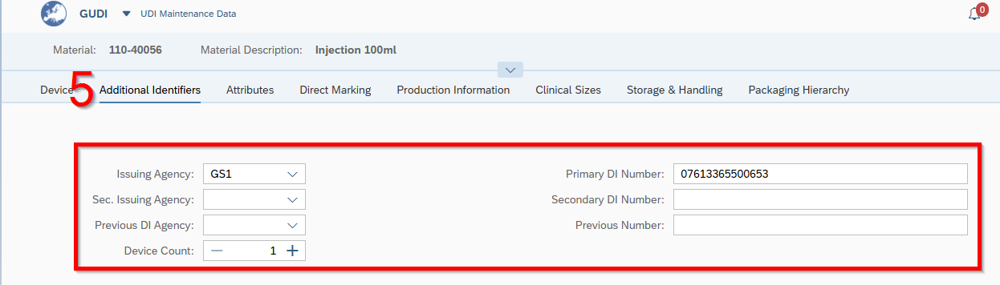 GUDI UDI Maintenance Data 0
Material: 110-40056 Material Description: Injection 100ml
Device 5 Additional Identifiers Attributes Direct Marking Production Information Clinical Sizes Storage & Handling Packaging Hierarchy
Issuing Agency: GS1 Primary DI Number: 07613365500653
Sec. Issuing Agency: Secondary DI Number:
Previous DI Agency: Previous Number:
Device Count: 1